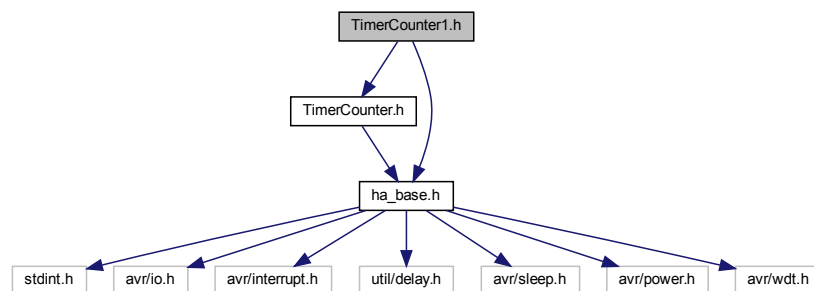 TimerCounter1.h
TimerCounter.h
ha_base.h
stdint.h
avr/io.h
avr/interrupt.h
util/delay.h
avr/sleep.h
avr/power.h
avr/wdt.h